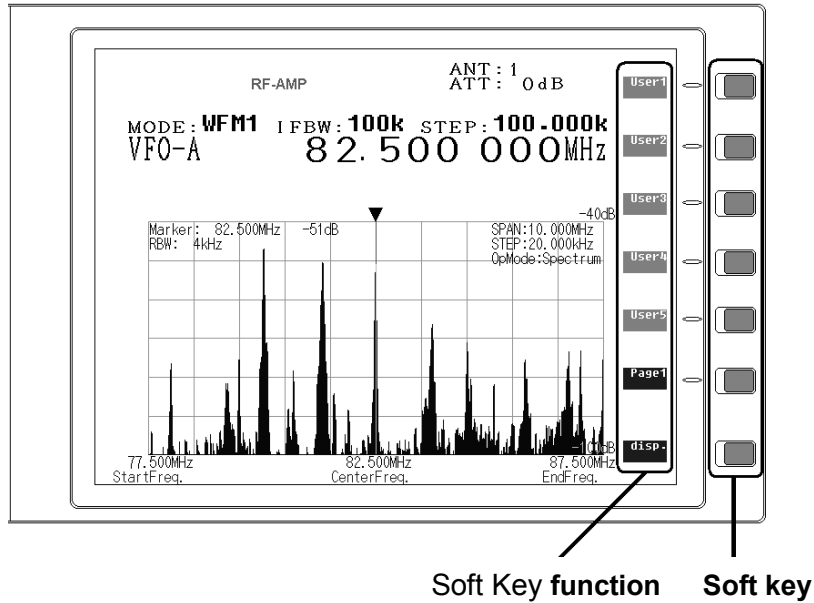 ANT:1
RF-AMP
ATT: 0dB
User1
MODE:WFM1 IFBW:100k STEP:100.000k
VFO-A 82.500 000MHz
User2
User3
-40dB
Marker: 82.500MHz -51dB
SPAN:10.000MHz
RBW: 4kHz
STEP:20.000kHz
OpMode:Spectrum
User4
User5
Page1
disp.
77.500MHz
82.500MHz
87.500MHz
StartFreq.
CenterFreq.
EndFreq.
Soft Key function
Soft key